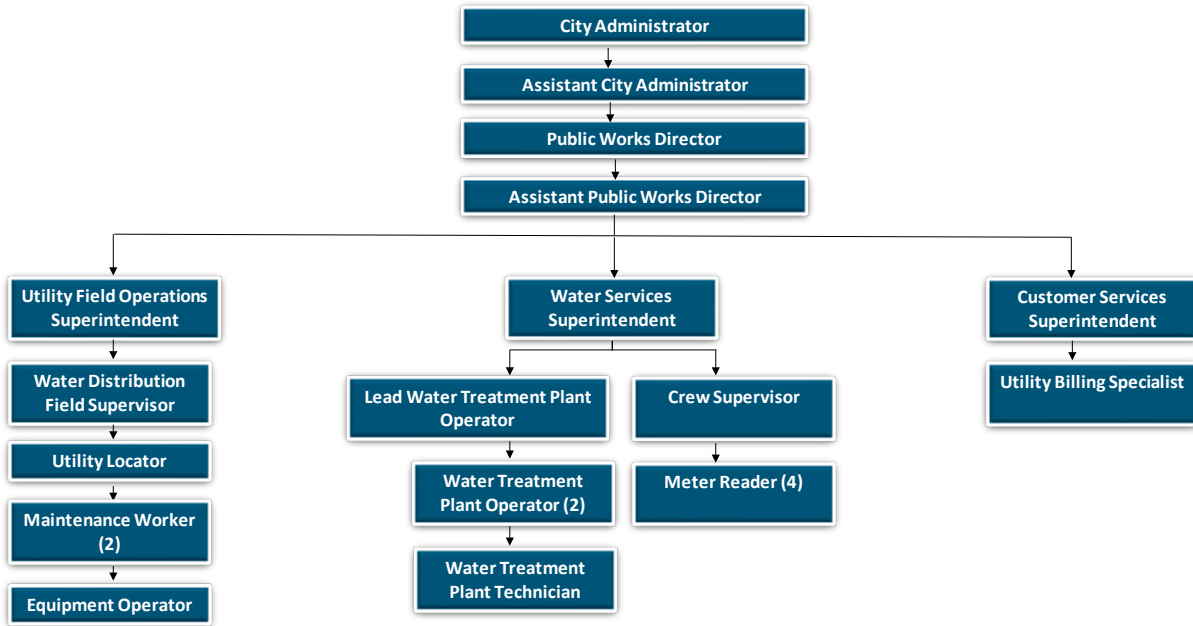 City Administrator
Assistant City Administrator
Public Works Director
Assistant Public Works Director
Utility Field Operations
Superintendent
Water Services
Superintendent
Customer Services
Superintendent
Water Distribution
Field Supervisor
Lead Water Treatment Plant
Operator
Crew Supervisor
Utility Billing Specialist
Utility Locator
Water Treatment
Plant Operator (2)
Meter Reader (4)
Maintenance Worker
(2)
Water Treatment
Plant Technician
Equipment Operator